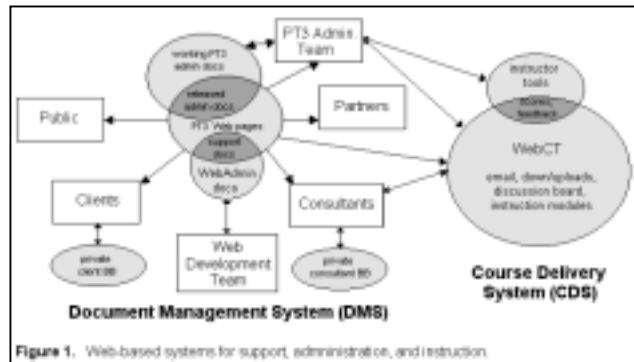 working PT3
admin docs
PT3 Admin.
Team
instructor
tools
released
admin docs
scores,
feedback
Public
PT3 Web pages
Partners
support
docs
WebCT
WebAdmin
docs
email, down/uploads,
discussion board,
instruction modules
Clients
Consultants
private
client BB
Web
Development
Team
private
consultant BB
Course Delivery
System (CDS)
Document Management System (DMS)
Figure 1. Web-based systems for support, administration, and instruction.